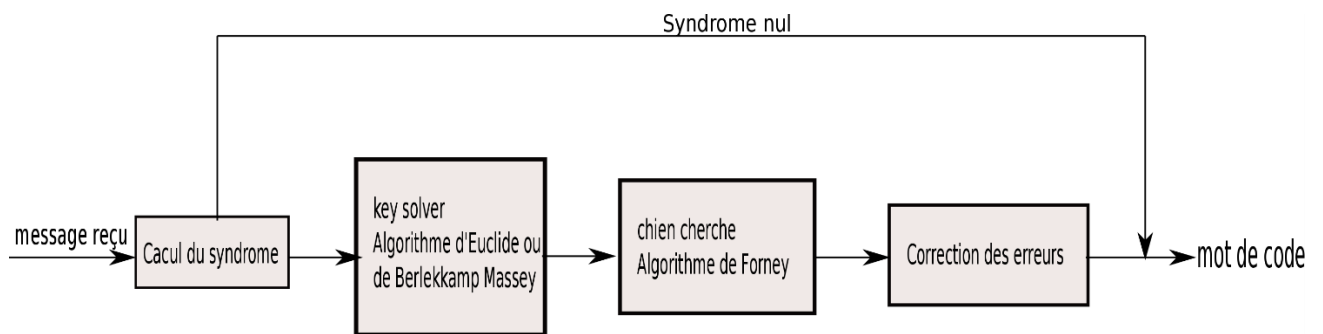 Syndrome nul
message reçu
Cacul du syndrome
key solver
Algorithme d'Euclide ou
de Berlekkamp Massey
chien cherche
Algorithme de Forney
Correction des erreurs
mot de code